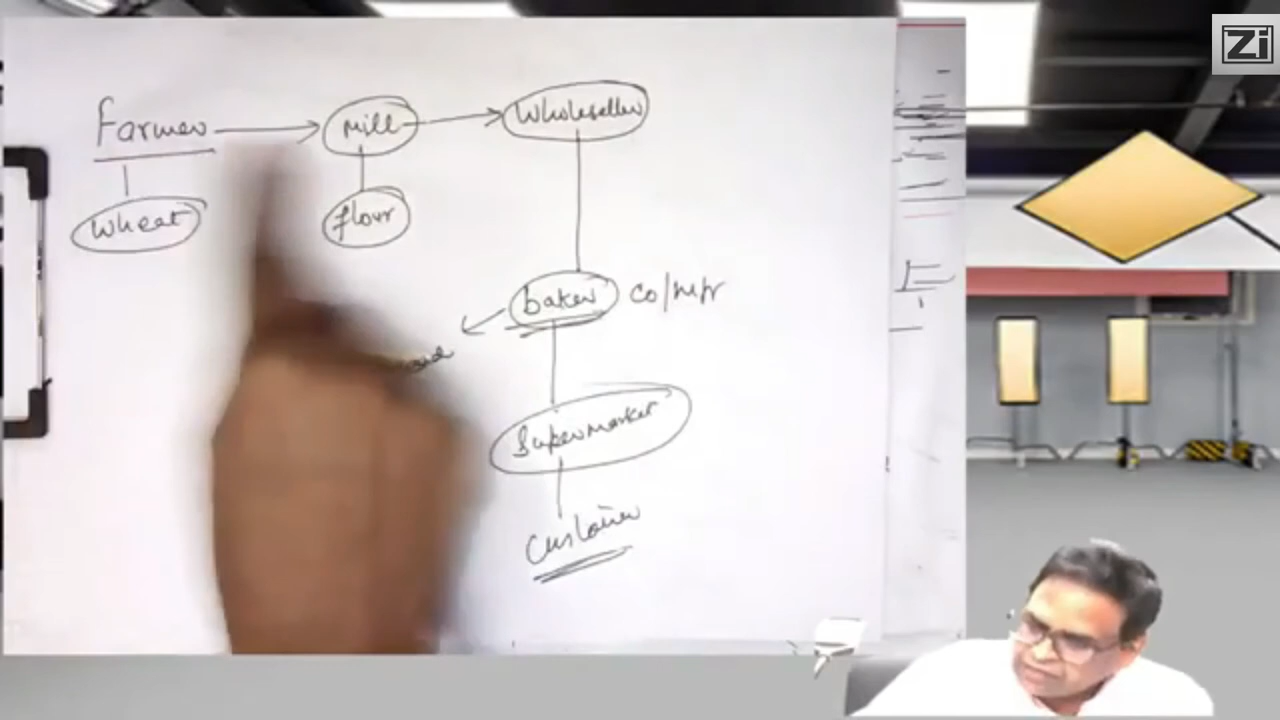 Farmer
Mill
Wholeseller
Wheat
flour
baker
co/mfr
Supermarket
Customer
Zi